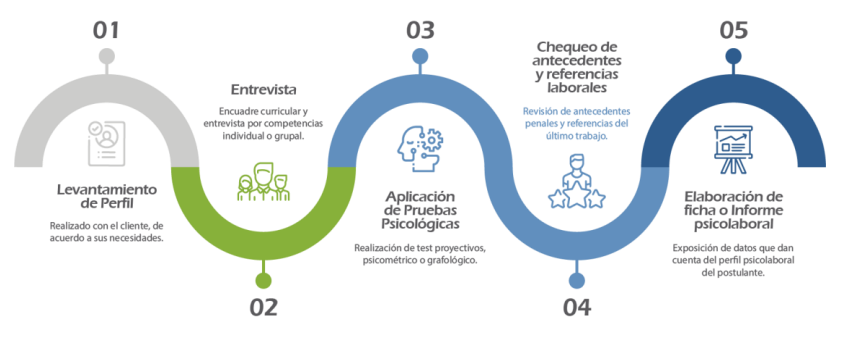 01
Levantamiento
de Perfil
Realizado con el cliente, de
acuerdo a sus necesidades.
Entrevista
Encuadre curricular y
entrevista por competencias
individual o grupal.
02
03
Aplicación
de Pruebas
Psicológicas
Realización de test proyectivos,
psicométrico o grafológico.
Chequeo de
antecedentes
y referencias
laborales
Revisión de antecedentes
penales y referencias del
último trabajo.
04
05
Elaboración de
ficha o Informe
psicolaboral
Exposición de datos que dan
cuenta del perfil psicolaboral
del postulante.